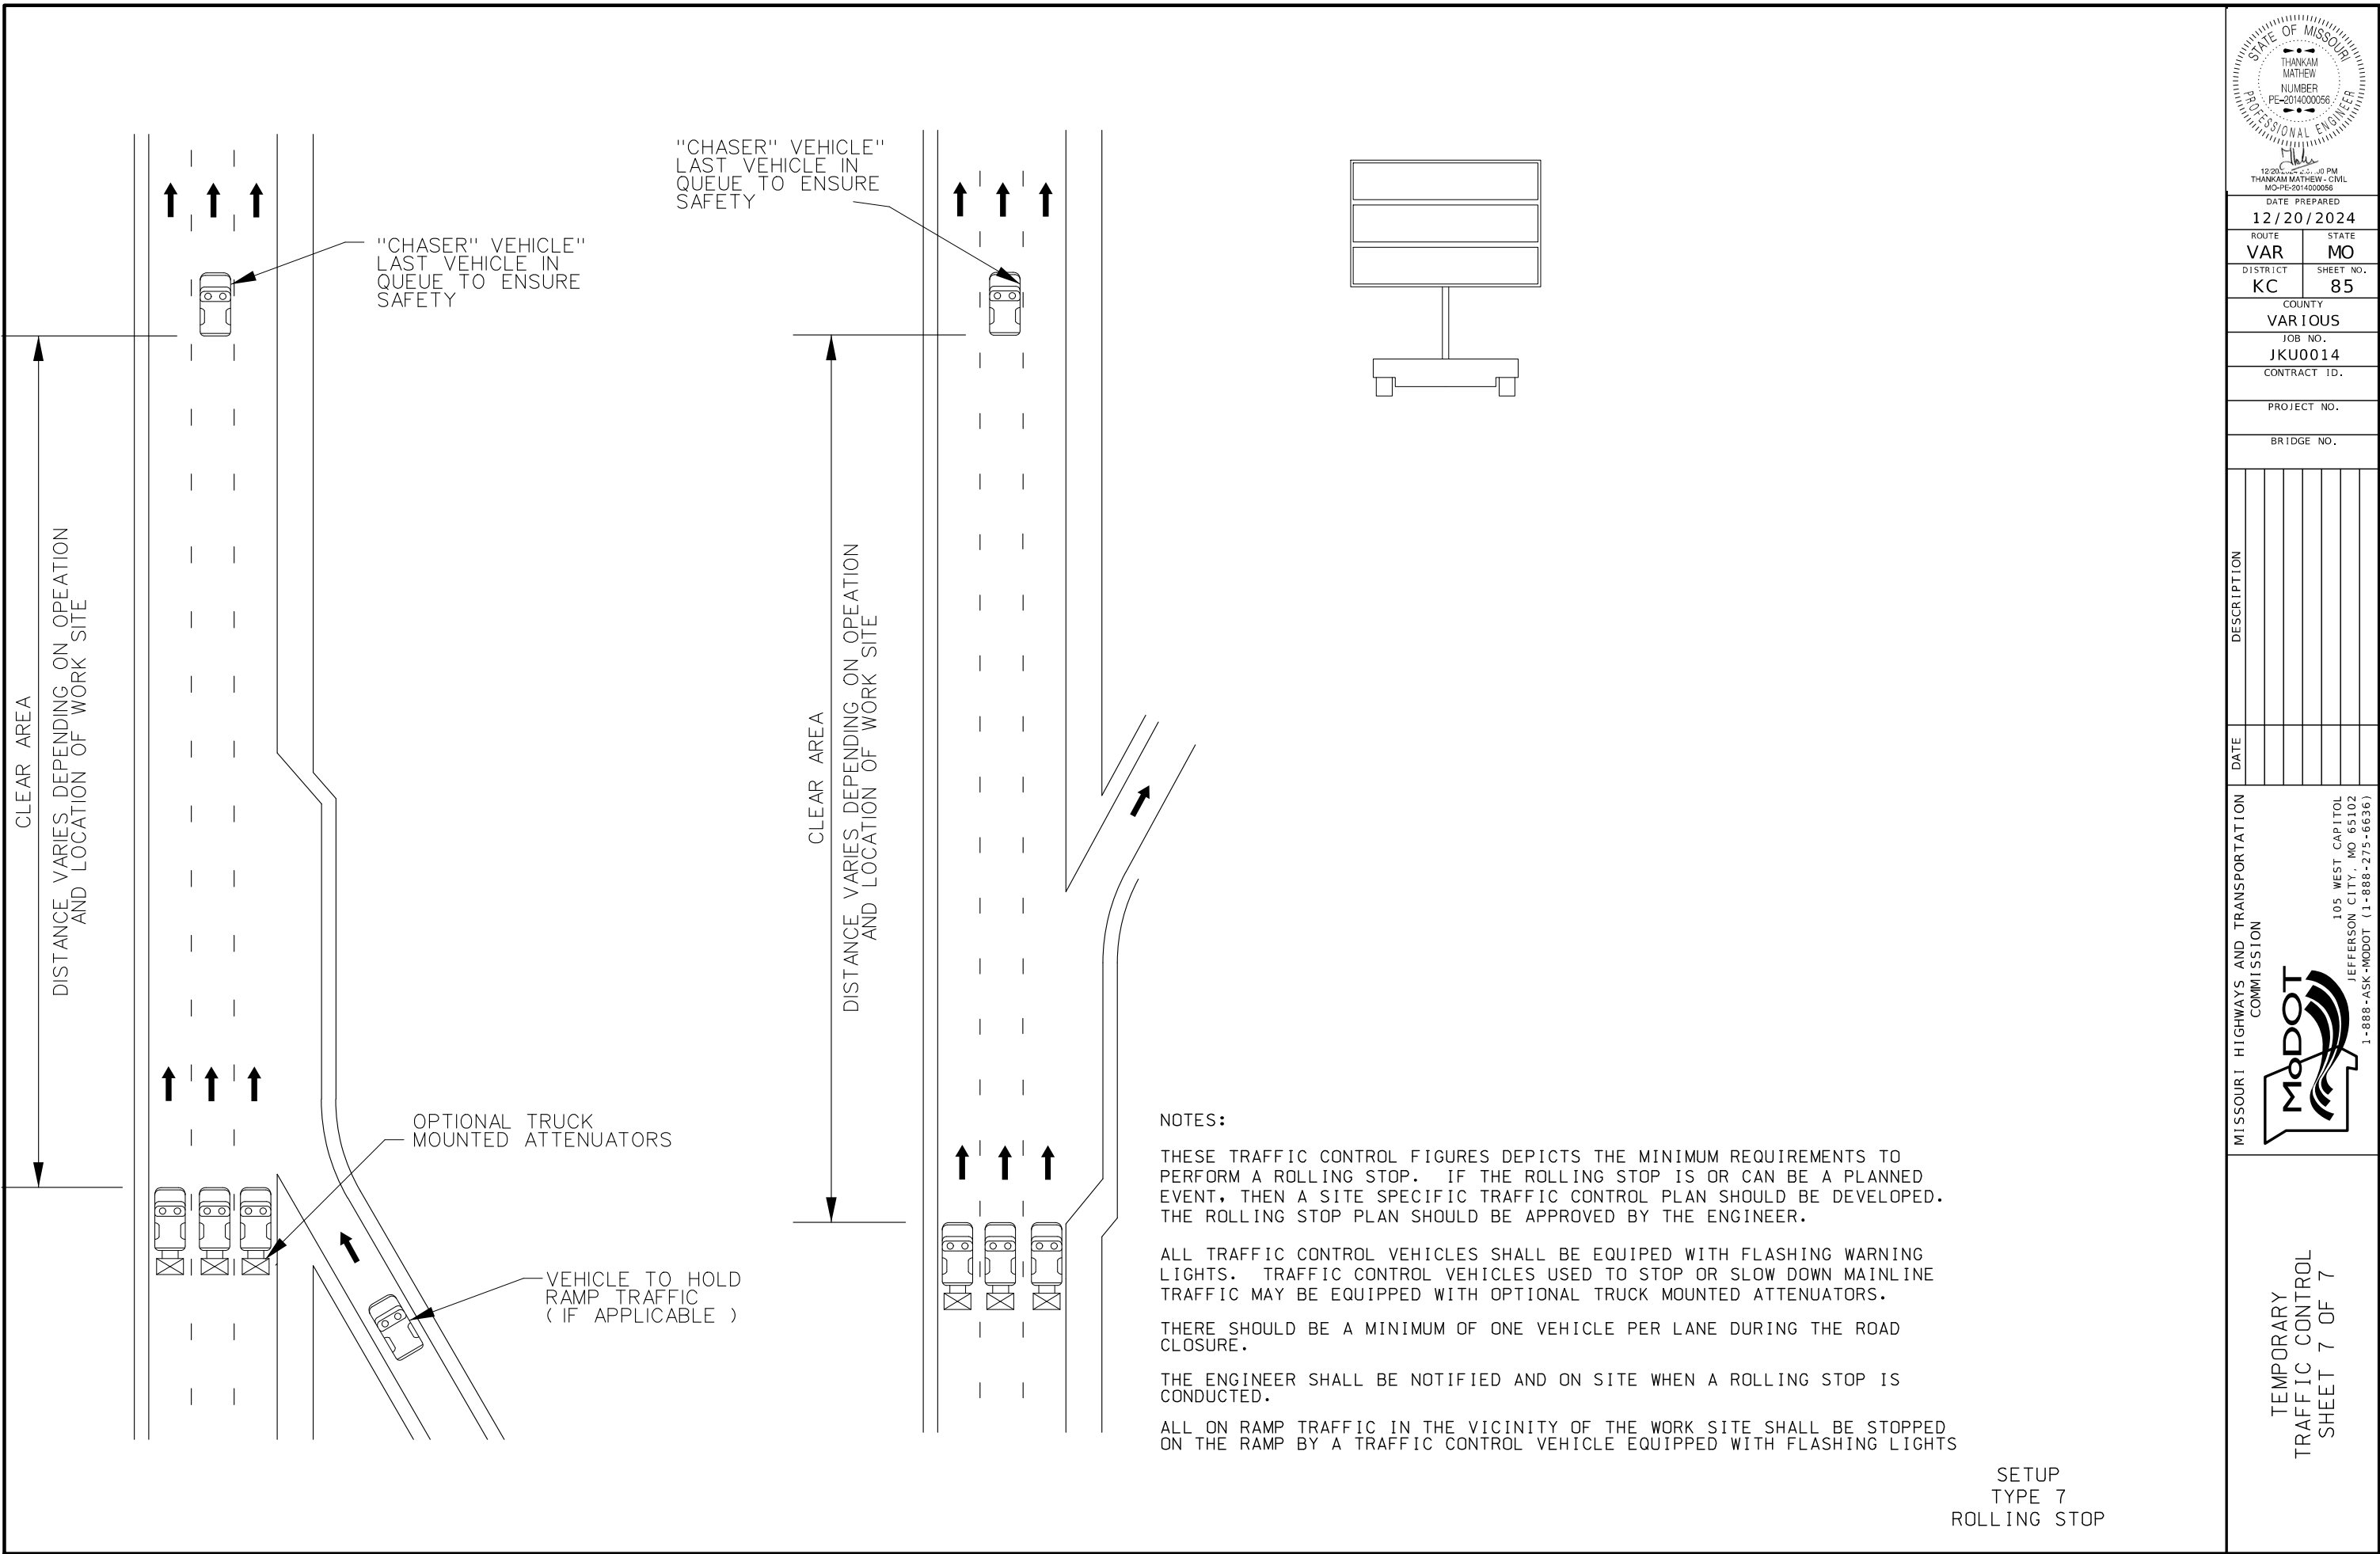 "CHASER" VEHICLE"
LAST VEHICLE IN
QUEUE TO ENSURE
SAFETY
CLEAR AREA
DISTANCE VARIES DEPENDING ON OPEATION
AND LOCATION OF WORK SITE
OPTIONAL TRUCK
MOUNTED ATTENUATORS
VEHICLE TO HOLD
RAMP TRAFFIC
( IF APPLICABLE )
"CHASER" VEHICLE"
LAST VEHICLE IN
QUEUE TO ENSURE
SAFETY
CLEAR AREA
DISTANCE VARIES DEPENDING ON OPEATION
AND LOCATION OF WORK SITE
NOTES:
THESE TRAFFIC CONTROL FIGURES DEPICTS THE MINIMUM REQUIREMENTS TO
PERFORM A ROLLING STOP. IF THE ROLLING STOP IS OR CAN BE A PLANNED
EVENT, THEN A SITE SPECIFIC TRAFFIC CONTROL PLAN SHOULD BE DEVELOPED.
THE ROLLING STOP PLAN SHOULD BE APPROVED BY THE ENGINEER.
ALL TRAFFIC CONTROL VEHICLES SHALL BE EQUIPED WITH FLASHING WARNING
LIGHTS. TRAFFIC CONTROL VEHICLES USED TO STOP OR SLOW DOWN MAINLINE
TRAFFIC MAY BE EQUIPPED WITH OPTIONAL TRUCK MOUNTED ATTENUATORS.
THERE SHOULD BE A MINIMUM OF ONE VEHICLE PER LANE DURING THE ROAD
CLOSURE.
THE ENGINEER SHALL BE NOTIFIED AND ON SITE WHEN A ROLLING STOP IS
CONDUCTED.
ALL ON RAMP TRAFFIC IN THE VICINITY OF THE WORK SITE SHALL BE STOPPED
ON THE RAMP BY A TRAFFIC CONTROL VEHICLE EQUIPPED WITH FLASHING LIGHTS
SETUP
TYPE 7
ROLLING STOP
STATE OF MISSOURI
THANKAM
MATHEW
NUMBER
PE-2014000056
PROFESSIONAL ENGINEER
PM
THANKAM MATHEW - CIVIL
MO-PE-2014000056
DATE PREPARED
12/20/2024
ROUTE
VAR
STATE
MO
DISTRICT
KC
SHEET NO.
85
COUNTY
VARIOUS
JOB NO.
JKU0014
CONTRACT ID.
PROJECT NO.
BRIDGE NO.
DESCRIPTION
DATE
MISSOURI HIGHWAYS AND TRANSPORTATION
COMMISSION
MoDOT
105 WEST CAPITOL
JEFFERSON CITY, MO 65102
1-888-ASK-MODOT (1-888-275-6636)
TEMPORARY
TRAFFIC CONTROL
SHEET 7 OF 7